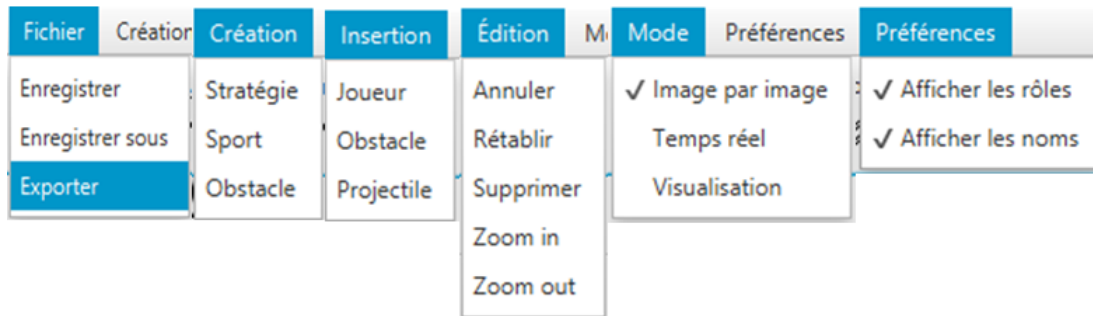 Fichier Création
Enregistrer
Enregistrer sous
Exporter
Création
Stratégie
Sport
Obstacle
Insertion
Joueur
Obstacle
Projectile
Édition
Annuler
Rétablir
Supprimer
Zoom in
Zoom out
Mode Préférences
✓ Image par image
Temps réel
Visualisation
Préférences
✓ Afficher les rôles
✓ Afficher les noms